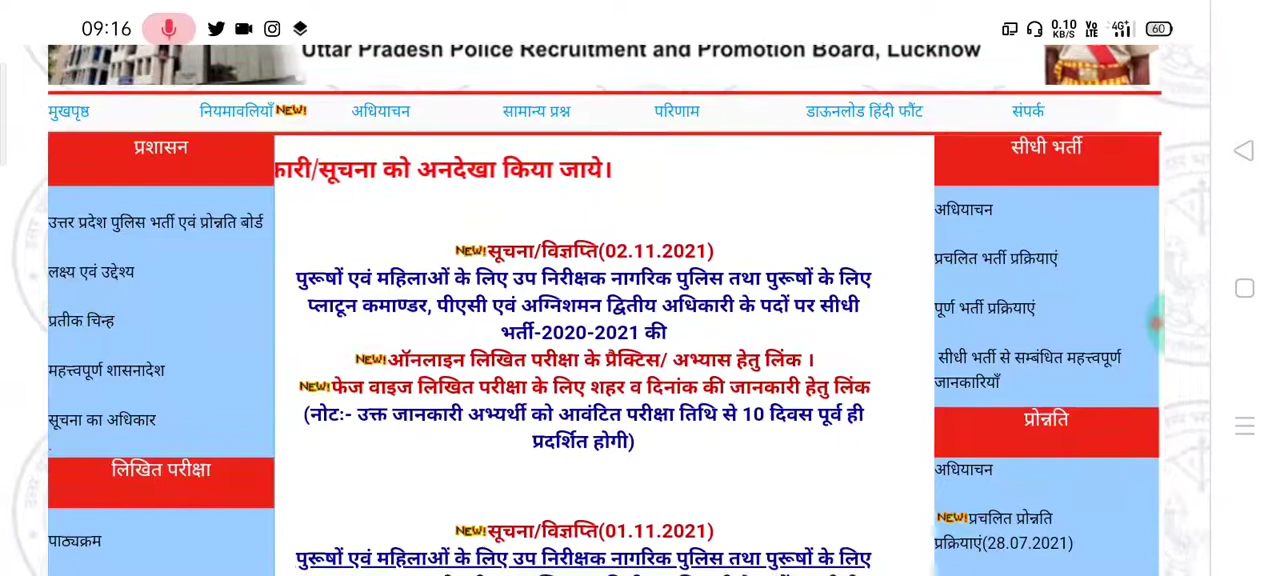 09:16
0.10
KB/S
Vo
LTE
4G+
60
Uttar Pradesh Police Recruitment and Promotion Board, Lucknow
मुखपृष्ठ नियमावलियाँ NEW! अधियाचन सामान्य प्रश्न परिणाम डाऊनलोड हिंदी फौंट संपर्क
प्रशासन
उत्तर प्रदेश पुलिस भर्ती एवं प्रोन्नति बोर्ड
लक्ष्य एवं उद्देश्य
प्रतीक चिन्ह
महत्त्वपूर्ण शासनादेश
सूचना का अधिकार
लिखित परीक्षा
पाठ्यक्रम
कारी/सूचना को अनदेखा किया जाये।
NEW! सूचना/विज्ञप्ति(02.11.2021)
पुरूषों एवं महिलाओं के लिए उप निरीक्षक नागरिक पुलिस तथा पुरूषों के लिए
प्लाटून कमाण्डर, पीएसी एवं अग्निशमन द्वितीय अधिकारी के पदों पर सीधी
भर्ती-2020-2021 की
NEW! ऑनलाइन लिखित परीक्षा के प्रैक्टिस/ अभ्यास हेतु लिंक ।
NEW! फेज वाइज लिखित परीक्षा के लिए शहर व दिनांक की जानकारी हेतु लिंक
(नोटः- उक्त जानकारी अभ्यर्थी को आवंटित परीक्षा तिथि से 10 दिवस पूर्व ही
प्रदर्शित होगी)
NEW! सूचना/विज्ञप्ति(01.11.2021)
पुरूषों एवं महिलाओं के लिए उप निरीक्षक नागरिक पुलिस तथा पुरूषों के लिए
सीधी भर्ती
अधियाचन
प्रचलित भर्ती प्रक्रियाएं
पूर्ण भर्ती प्रक्रियाएं
सीधी भर्ती से सम्बंधित महत्त्वपूर्ण
जानकारियाँ
प्रोन्नति
अधियाचन
NEW! प्रचलित प्रोन्नति
प्रक्रियाएं(28.07.2021)